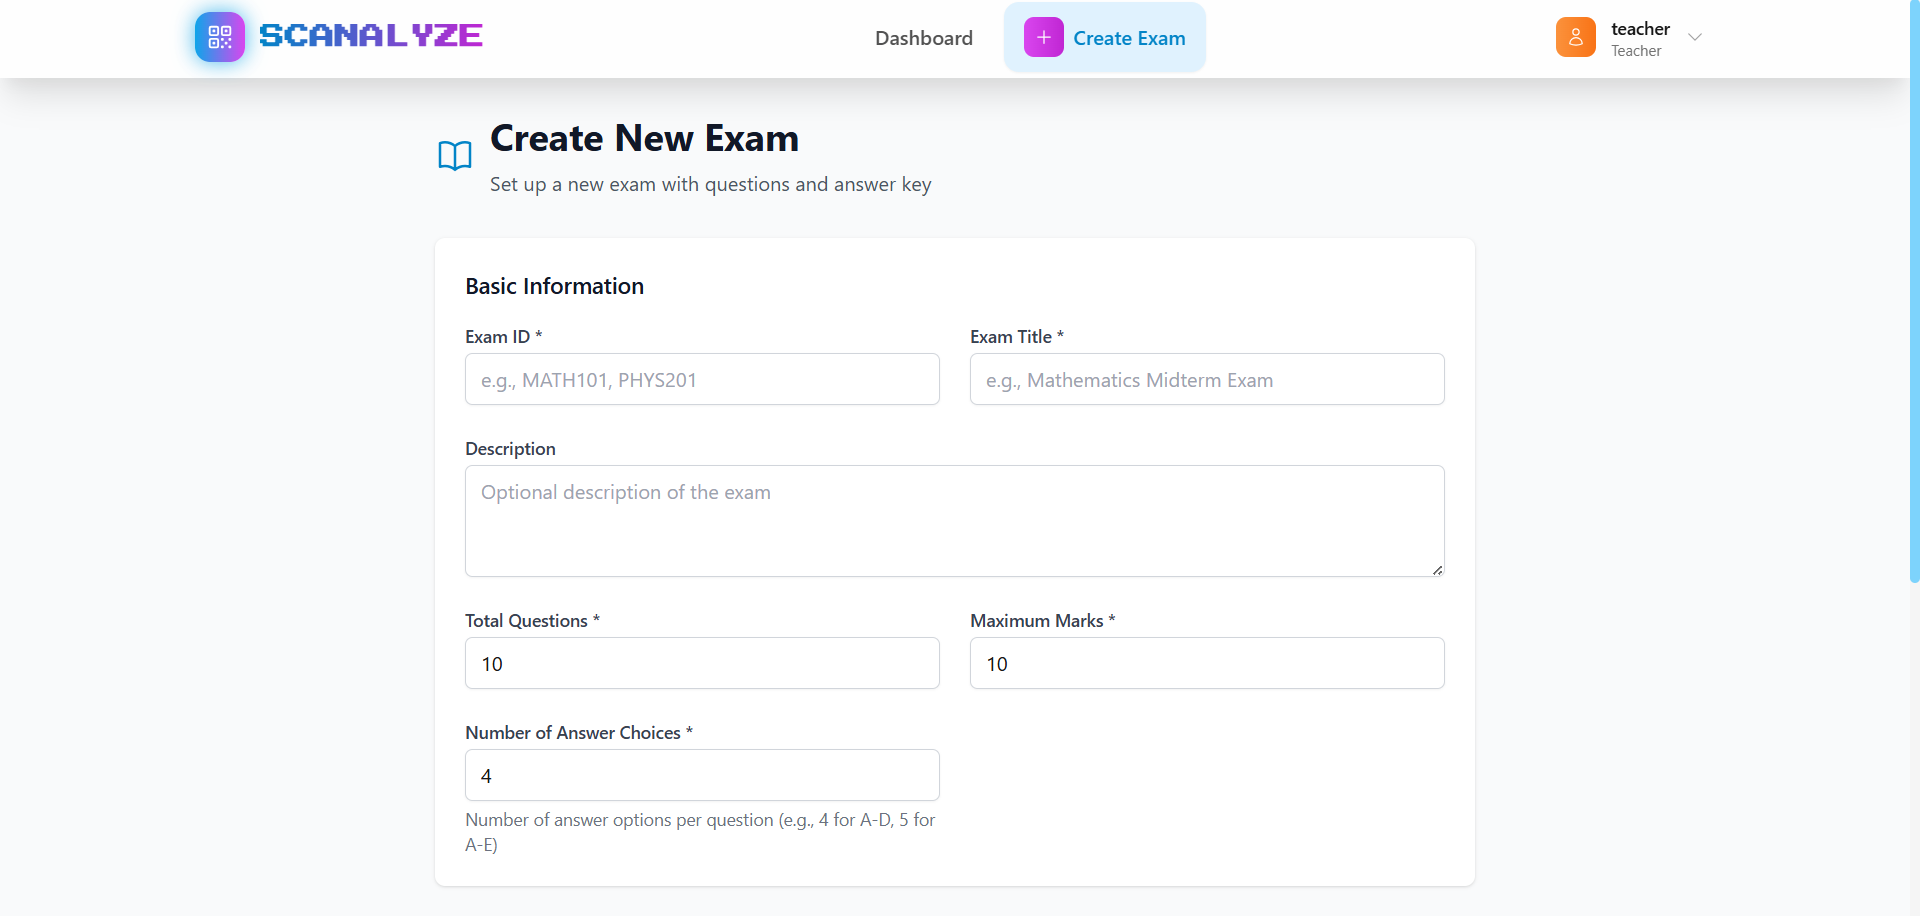 SCANALYZE
Dashboard
Create Exam
teacher
Teacher
Create New Exam
Set up a new exam with questions and answer key
Basic Information
Exam ID *
Exam Title *
e.g., MATH101, PHYS201
e.g., Mathematics Midterm Exam
Description
Optional description of the exam
Total Questions *
Maximum Marks *
10
10
Number of Answer Choices *
4
Number of answer options per question (e.g., 4 for A-D, 5 for
A-E)